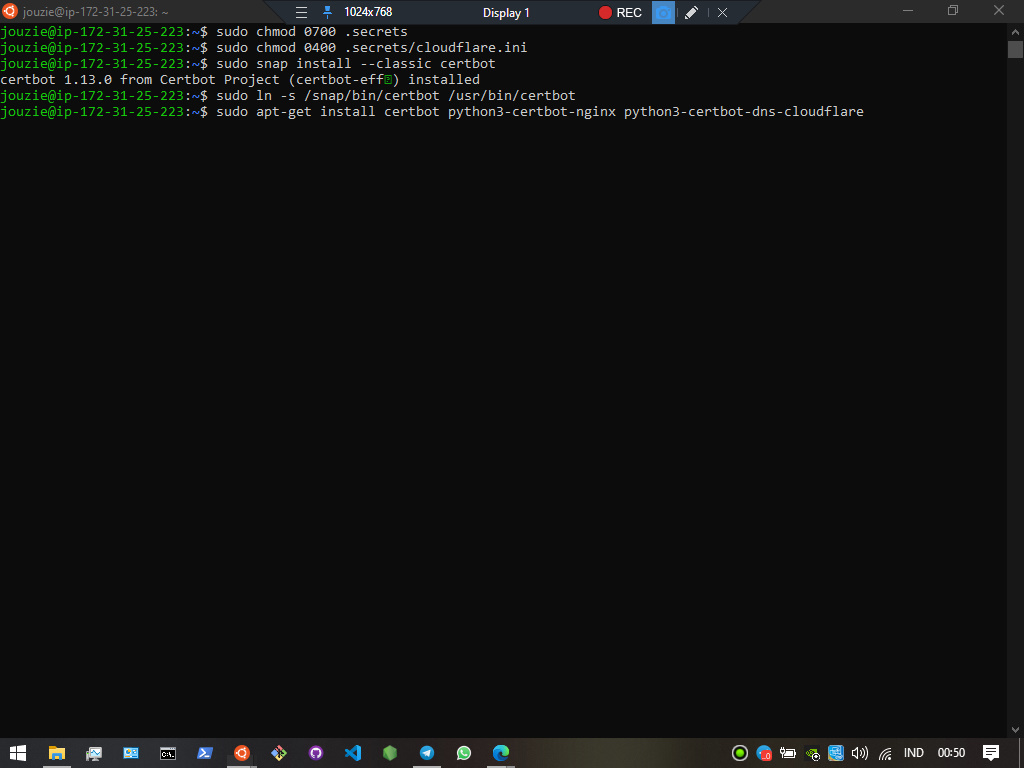 jouzie@ip-172-31-25-223: ~
1024x768
Display 1
REC
jouzie@ip-172-31-25-223:~$ sudo chmod 0700 .secrets
jouzie@ip-172-31-25-223:~$ sudo chmod 0400 .secrets/cloudflare.ini
jouzie@ip-172-31-25-223:~$ sudo snap install --classic certbot
certbot 1.13.0 from Certbot Project (certbot-eff▯) installed
jouzie@ip-172-31-25-223:~$ sudo ln -s /snap/bin/certbot /usr/bin/certbot
jouzie@ip-172-31-25-223:~$ sudo apt-get install certbot python3-certbot-nginx python3-certbot-dns-cloudflare
IND
00:50